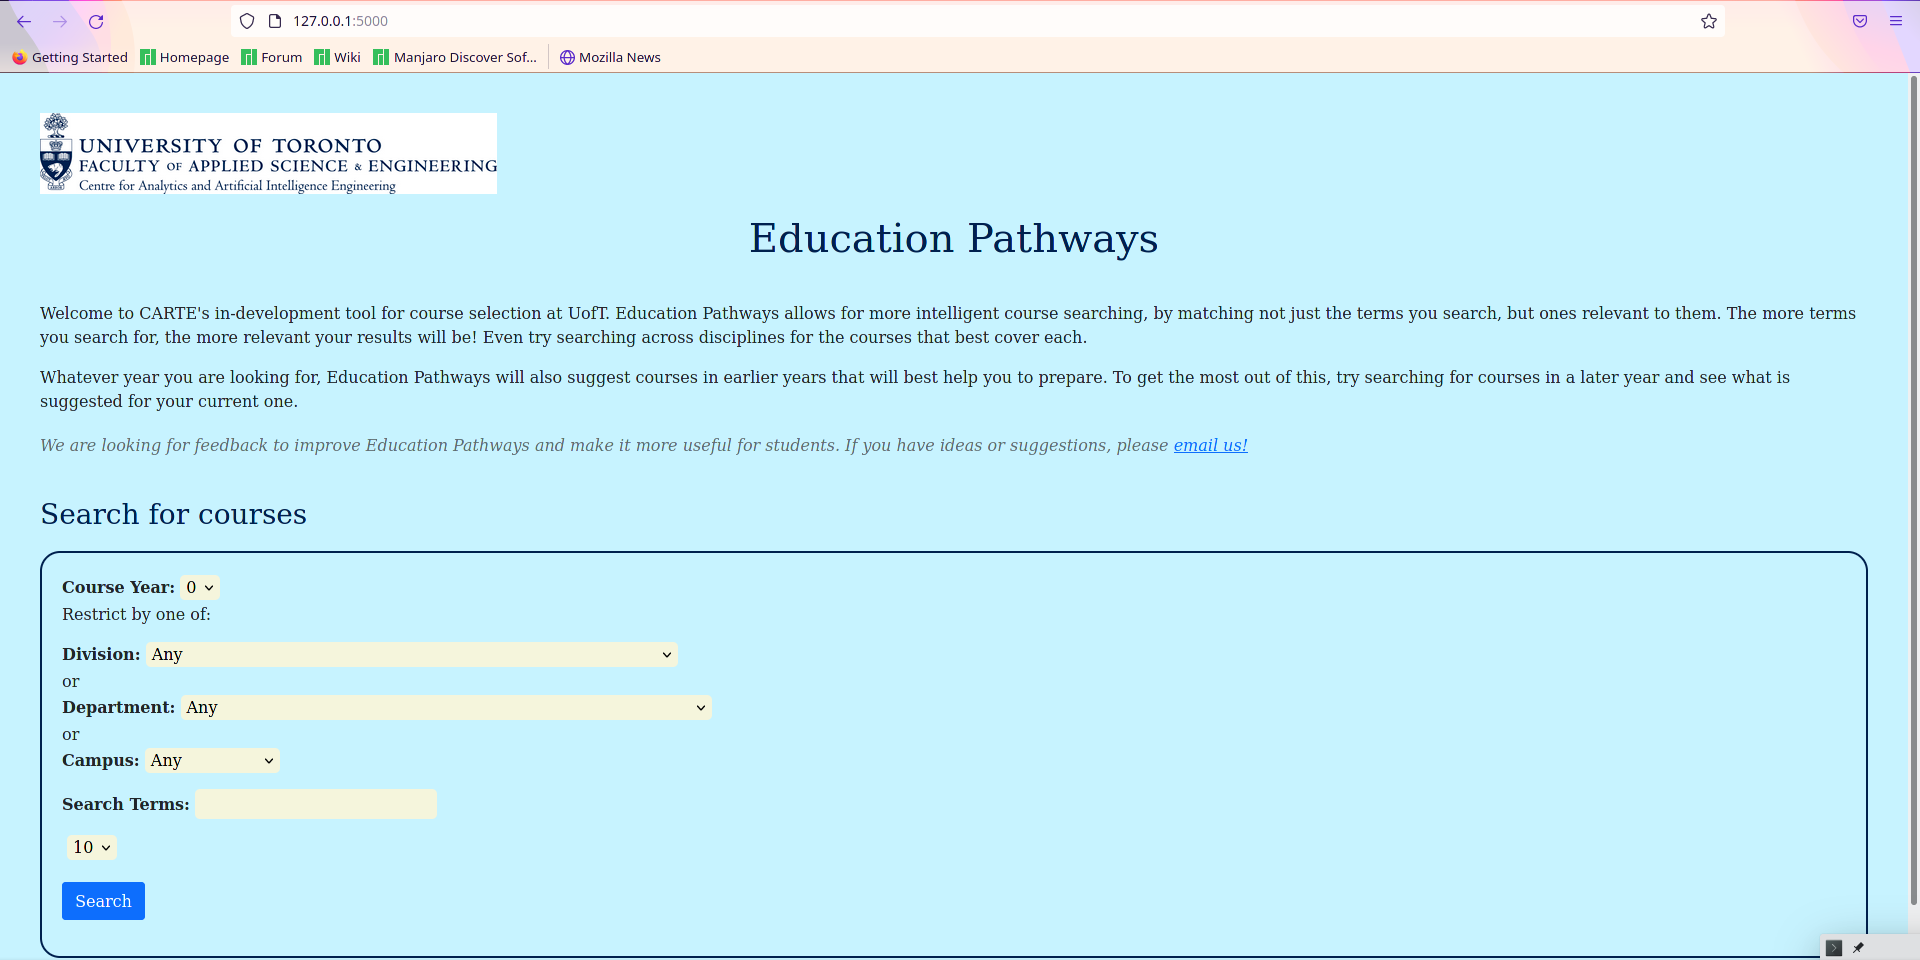 127.0.0.1:5000
Getting Started Homepage Forum Wiki Manjaro Discover Sof... Mozilla News
UNIVERSITY OF TORONTO
FACULTY OF APPLIED SCIENCE & ENGINEERING
Centre for Analytics and Artificial Intelligence Engineering
Education Pathways
Welcome to CARTE's in-development tool for course selection at UofT. Education Pathways allows for more intelligent course searching, by matching not just the terms you search, but ones relevant to them. The more terms
you search for, the more relevant your results will be! Even try searching across disciplines for the courses that best cover each.
Whatever year you are looking for, Education Pathways will also suggest courses in earlier years that will best help you to prepare. To get the most out of this, try searching for courses in a later year and see what is
suggested for your current one.
We are looking for feedback to improve Education Pathways and make it more useful for students. If you have ideas or suggestions, please email us!
Search for courses
Course Year: 0
Restrict by one of:
Division: Any
or
Department: Any
or
Campus: Any
Search Terms:
10
Search